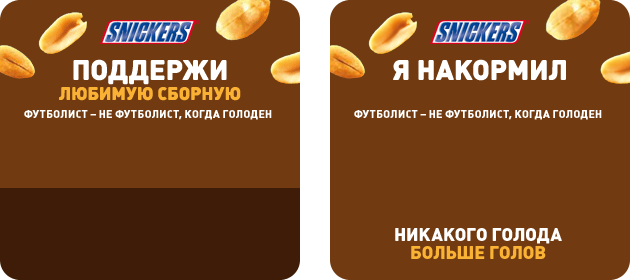 SNICKERS
ПОДДЕРЖИ
ЛЮБИМУЮ СБОРНУЮ
ФУТБОЛИСТ – НЕ ФУТБОЛИСТ, КОГДА ГОЛОДЕН
SNICKERS
Я НАКОРМИЛ
ФУТБОЛИСТ – НЕ ФУТБОЛИСТ, КОГДА ГОЛОДЕН
НИКАКОГО ГОЛОДА
БОЛЬШЕ ГОЛОВ